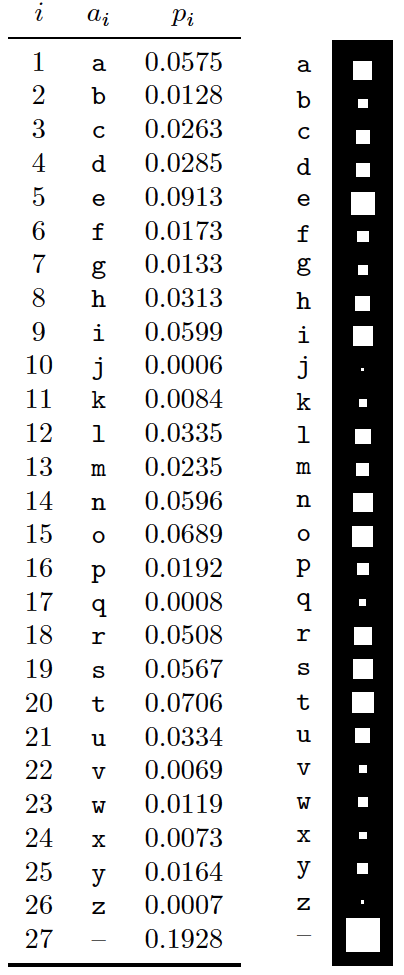 i a_i p_i
1 a 0.0575 a
2 b 0.0128 b
3 c 0.0263 c
4 d 0.0285 d
5 e 0.0913 e
6 f 0.0173 f
7 g 0.0133 g
8 h 0.0313 h
9 i 0.0599 i
10 j 0.0006 j
11 k 0.0084 k
12 l 0.0335 l
13 m 0.0235 m
14 n 0.0596 n
15 o 0.0689 o
16 p 0.0192 p
17 q 0.0008 q
18 r 0.0508 r
19 s 0.0567 s
20 t 0.0706 t
21 u 0.0334 u
22 v 0.0069 v
23 w 0.0119 w
24 x 0.0073 x
25 y 0.0164 y
26 z 0.0007 z
27 – 0.1928 –